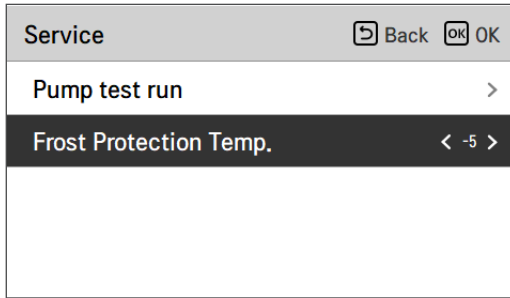 Service Back OK OK
Pump test run >
Frost Protection Temp. < -5 >